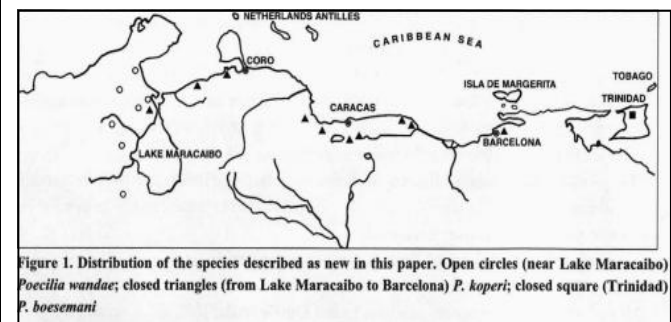 NETHERLANDS ANTILLES
CARIBBEAN SEA
CORO
TOBAGO
ISLA DE MARGERITA
TRINIDAD
CARACAS
BARCELONA
LAKE MARACAIBO
Figure 1. Distribution of the species described as new in this paper. Open circles (near Lake Maracaibo)
Poecilia wandae; closed triangles (from Lake Maracaibo to Barcelona) P. koperi; closed square (Trinidad)
P. boesemani